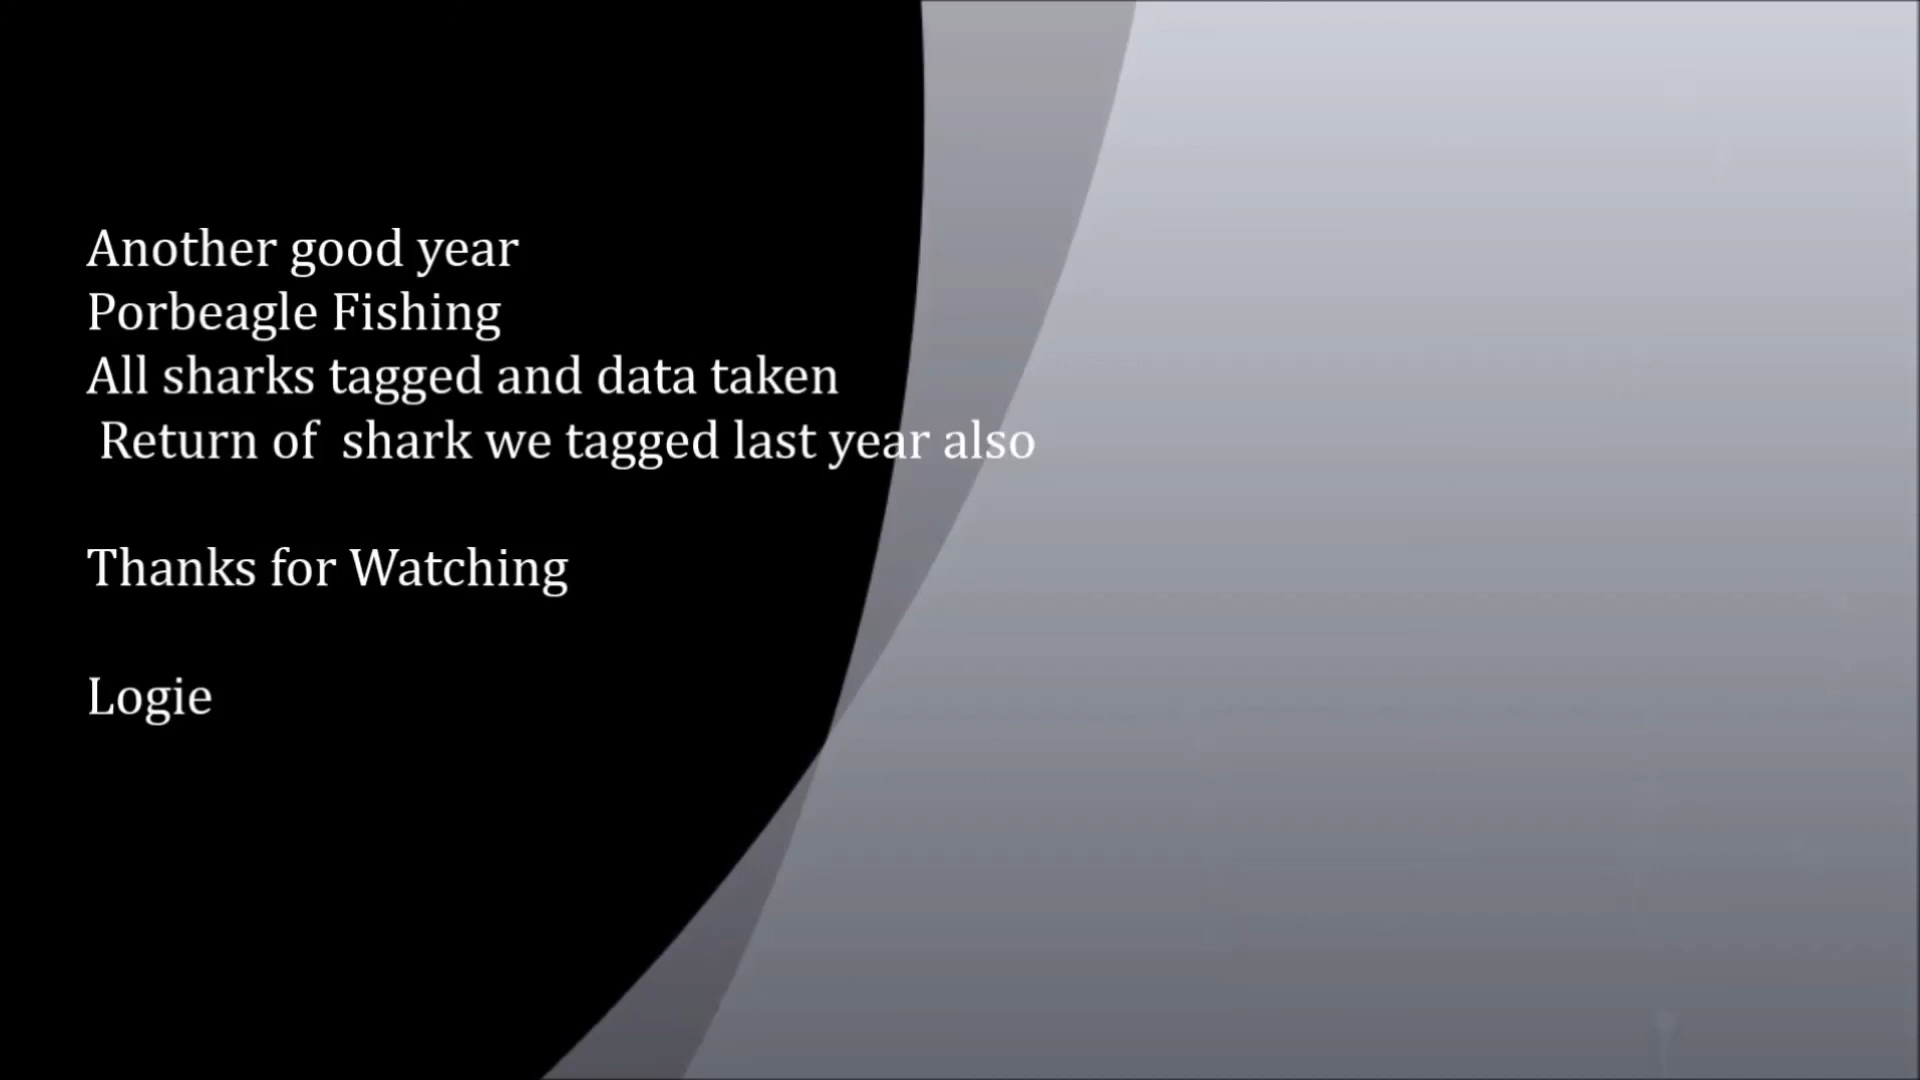 Another good year
Porbeagle Fishing
All sharks tagged and data taken
Return of  shark we tagged last year also
Thanks for Watching
Logie